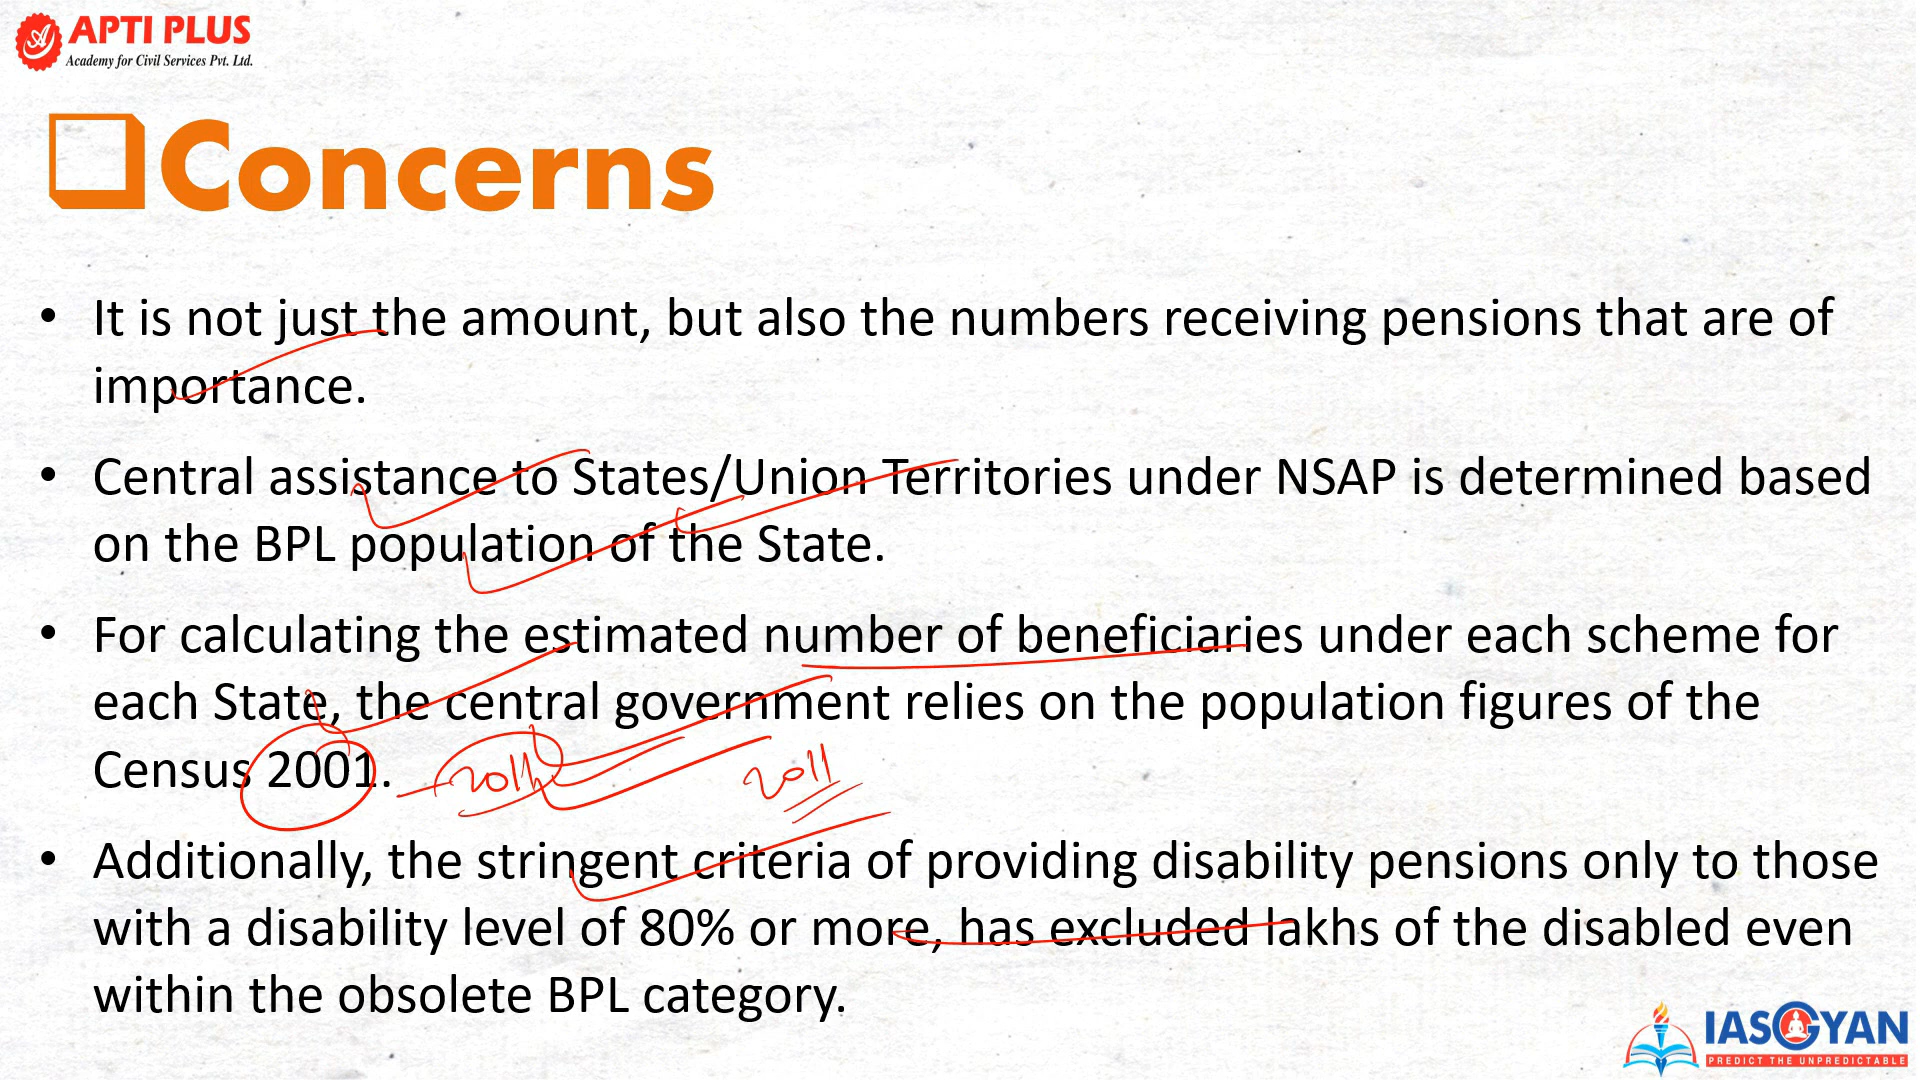 APTI PLUS
Academy for Civil Services Pvt. Ltd.
Concerns
• It is not just the amount, but also the numbers receiving pensions that are of
importance.
• Central assistance to States/Union Territories under NSAP is determined based
on the BPL population of the State.
• For calculating the estimated number of beneficiaries under each scheme for
each State, the central government relies on the population figures of the
Census 2001. 2011 2011
• Additionally, the stringent criteria of providing disability pensions only to those
with a disability level of 80% or more, has excluded lakhs of the disabled even
within the obsolete BPL category.
IASGYAN
PREDICT THE UNPREDICTABLE